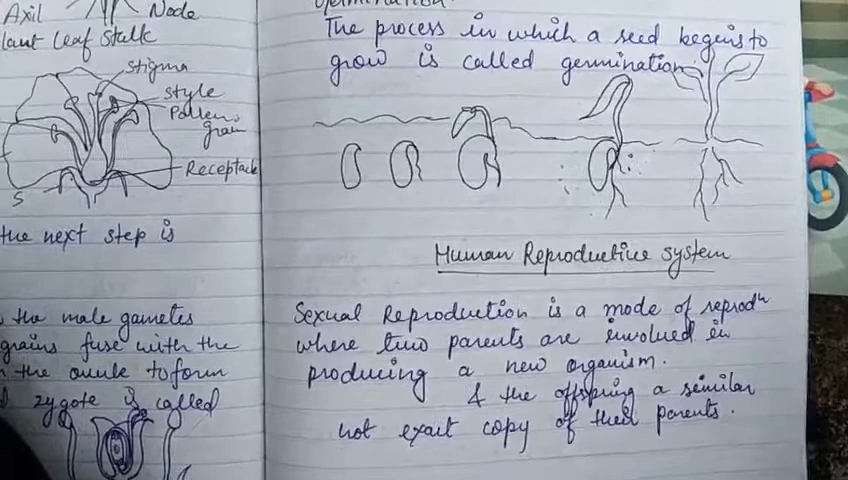 Axil
Node
lant leaf stalk
Stigma
style
Pollen
grain
Receptack
S
the next step is
the male gametes
grains fuse with the
the ovule to form
zygote is called
Germination
The process in which a seed begins to
grow is called germination
Human Reproductive system
Sexual Reproduction is a mode of reprodⁿ
where two parents are involved in
producing a new organism.
& the offspring a similar
not exact copy of their parents.